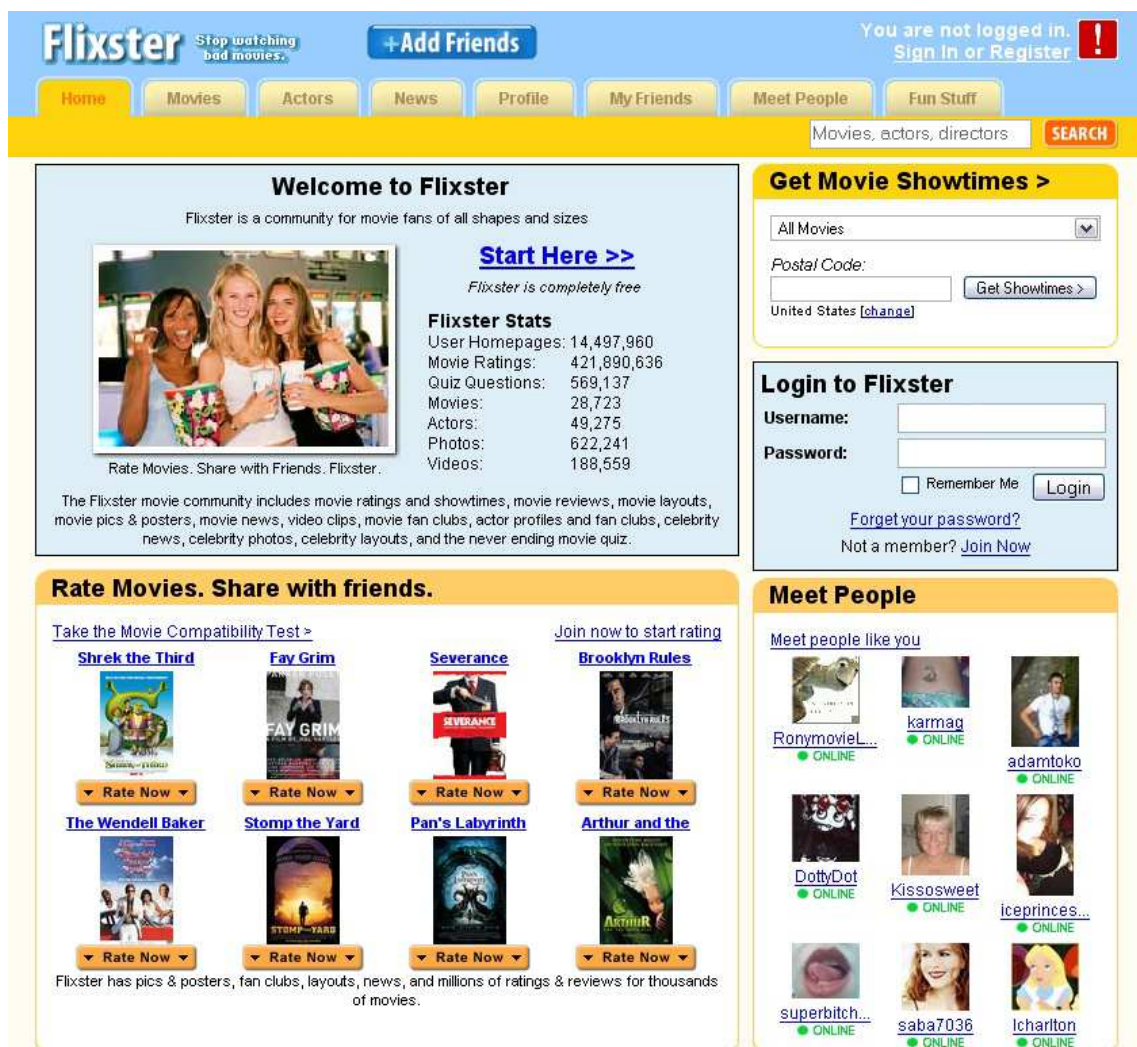 Flixster Stop watching
bad movies.
+Add Friends
You are not logged in.
Sign In or Register
!
Home Movies Actors News Profile My Friends Meet People Fun Stuff
Movies, actors, directors SEARCH
Welcome to Flixster
Flixster is a community for movie fans of all shapes and sizes
Start Here >>
Flixster is completely free
Flixster Stats
User Homepages: 14,497,960
Movie Ratings: 421,890,636
Quiz Questions: 569,137
Movies: 28,723
Actors: 49,275
Photos: 622,241
Videos: 188,559
Rate Movies. Share with Friends. Flixster.
The Flixster movie community includes movie ratings and showtimes, movie reviews, movie layouts,
movie pics & posters, movie news, video clips, movie fan clubs, actor profiles and fan clubs, celebrity
news, celebrity photos, celebrity layouts, and the never ending movie quiz.
Get Movie Showtimes >
All Movies
Postal Code:
Get Showtimes >
United States [change]
Login to Flixster
Username:
Password:
Remember Me Login
Forget your password?
Not a member? Join Now
Rate Movies. Share with friends.
Take the Movie Compatibility Test > Join now to start rating
Shrek the Third Fay Grim Severance Brooklyn Rules
FAY GRIM
SEVERANCE
BROOKLYN RULES
SHREK THE THIRD
Rate Now Rate Now Rate Now Rate Now
The Wendell Baker Stomp the Yard Pan's Labyrinth Arthur and the
ARTHUR
STOMP THE YARD
Rate Now Rate Now Rate Now Rate Now
Flixster has pics & posters, fan clubs, layouts, news, and millions of ratings & reviews for thousands
of movies.
Meet People
Meet people like you
RonymovieL... karmag adamtoko
ONLINE ONLINE ONLINE
DottyDot Kissosweet iceprinces...
ONLINE ONLINE ONLINE
superbitch... saba7036 lcharlton
ONLINE ONLINE ONLINE